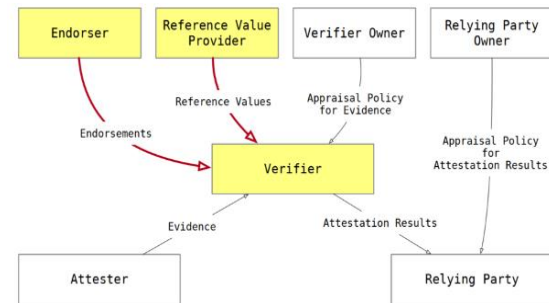 Endorser
Reference Value
Provider
Verifier Owner
Relying Party
Owner
Reference Values
Appraisal Policy
for Evidence
Endorsements
Appraisal Policy
for
Attestation Results
Verifier
Evidence
Attestation Results
Attester
Relying Party